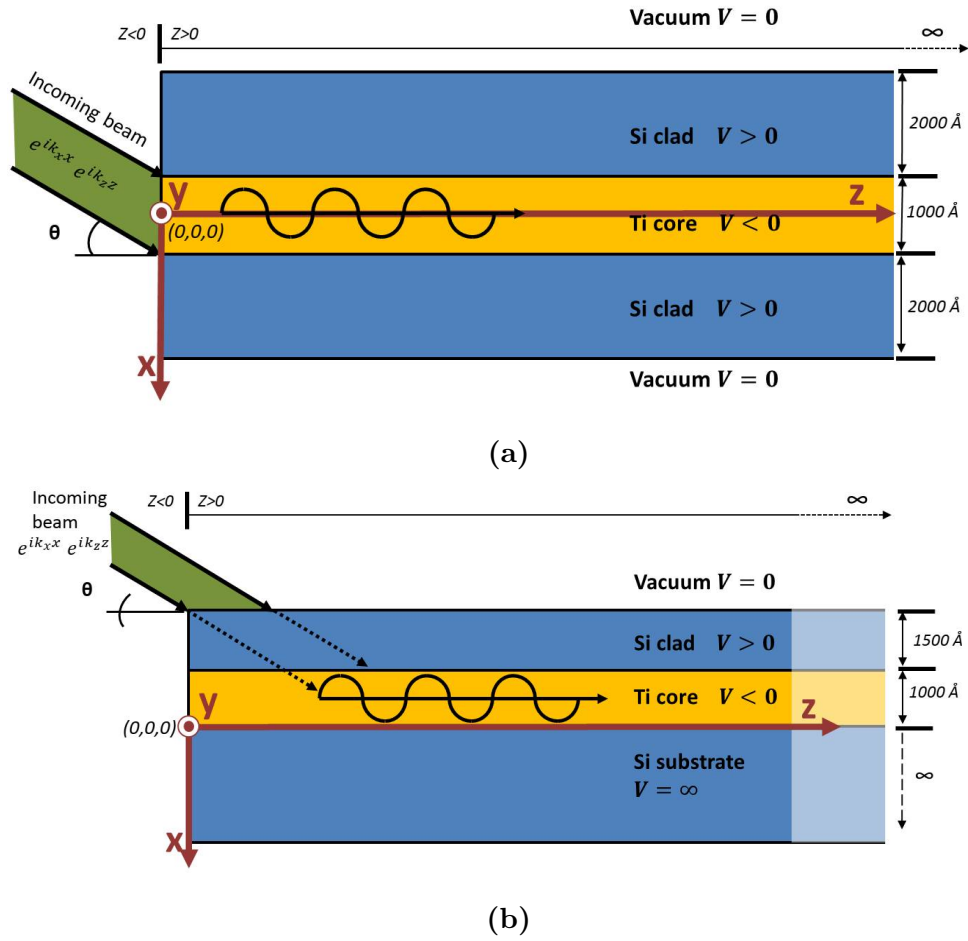 Vacuum V = 0
Z<0 Z>0
∞
Incoming beam
e^{ik_x x} e^{ik_z z}
Si clad V > 0
2000 Å
y
z
(0,0,0)
Ti core V < 0
1000 Å
θ
Si clad V > 0
2000 Å
x
Vacuum V = 0
(a)
Incoming
beam
e^{ik_x x} e^{ik_z z}
Z<0 Z>0
∞
θ
Vacuum V = 0
Si clad V > 0
1500 Å
y
Ti core V < 0
1000 Å
(0,0,0)
z
Si substrate
V = ∞
∞
x
(b)